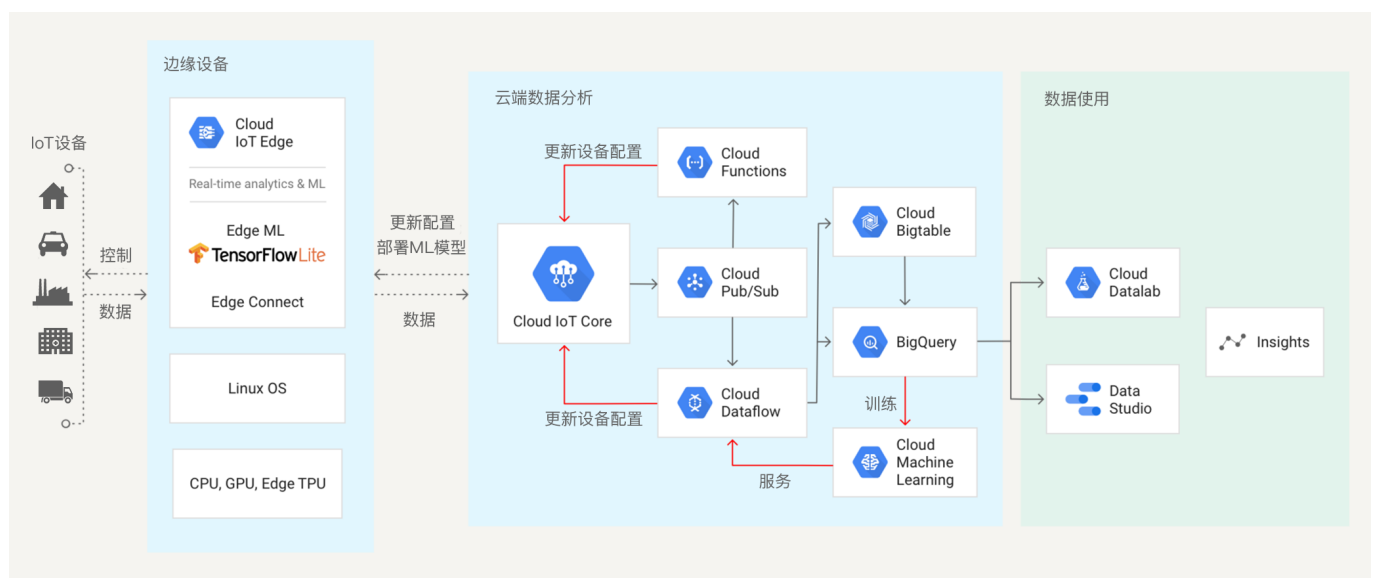 IoT设备
控制
数据
边缘设备
Cloud
IoT Edge
Real-time analytics & ML
Edge ML
TensorFlow Lite
Edge Connect
Linux OS
CPU, GPU, Edge TPU
更新配置
部署ML模型
数据
云端数据分析
更新设备配置
Cloud
Functions
Cloud IoT Core
Cloud
Pub/Sub
更新设备配置
Cloud
Dataflow
Cloud
Bigtable
BigQuery
训练
服务
Cloud
Machine
Learning
数据使用
Cloud
Datalab
Data
Studio
Insights